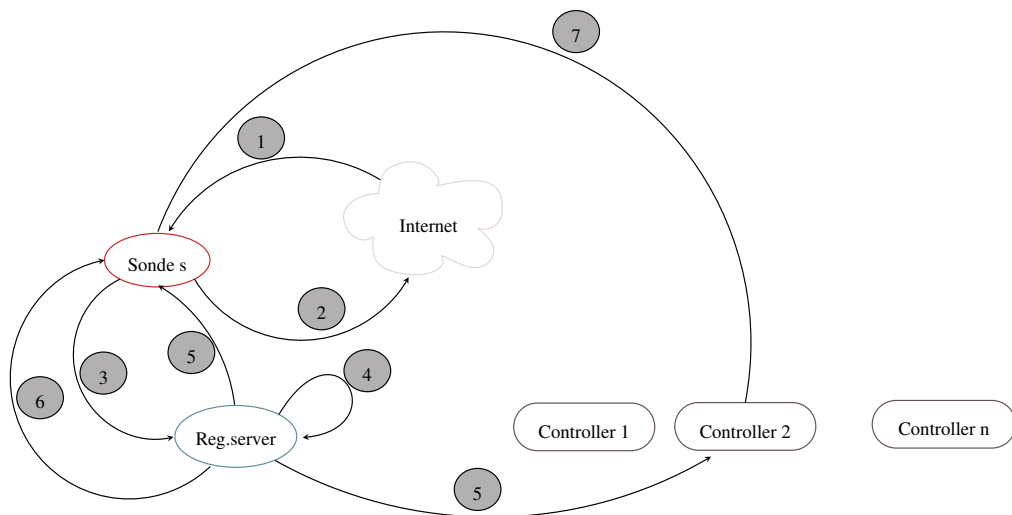 7
1
Internet
Sonde s
2
5
3
4
6
Reg.server
Controller 1
Controller 2
Controller n
5